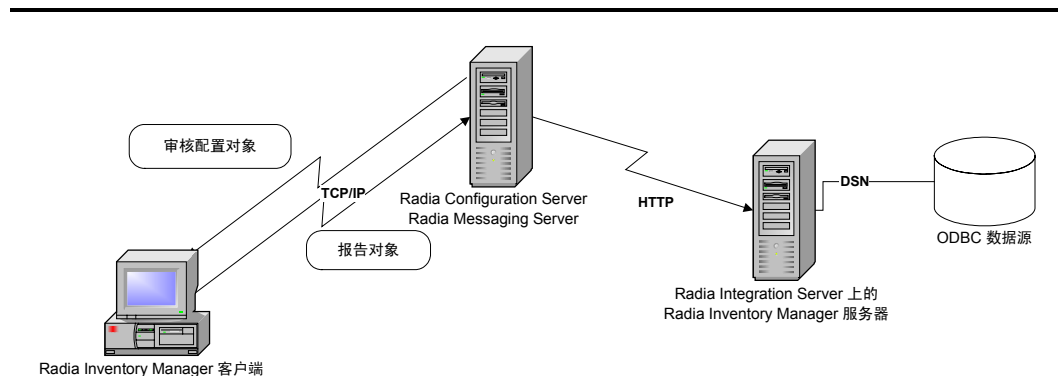 审核配置对象
TCP/IP
报告对象
Radia Configuration Server
Radia Messaging Server
HTTP
DSN
ODBC 数据源
Radia Integration Server 上的
Radia Inventory Manager 服务器
Radia Inventory Manager 客户端